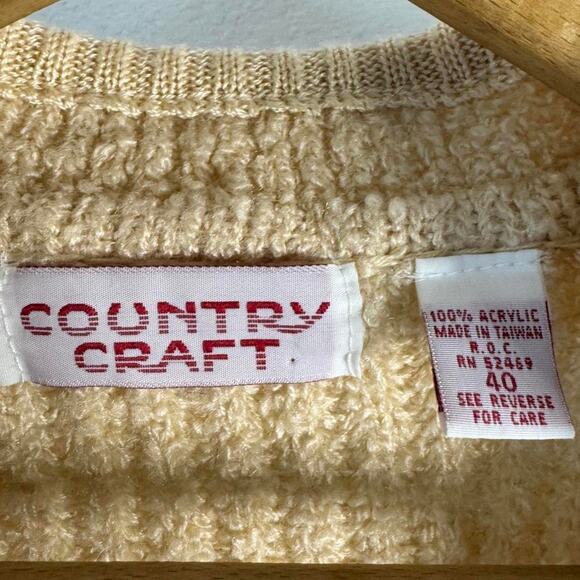 COUNTRY
CRAFT
100% ACRYLIC
MADE IN TAIWAN
R.O.C.
RN 52469
40
SEE REVERSE
FOR CARE